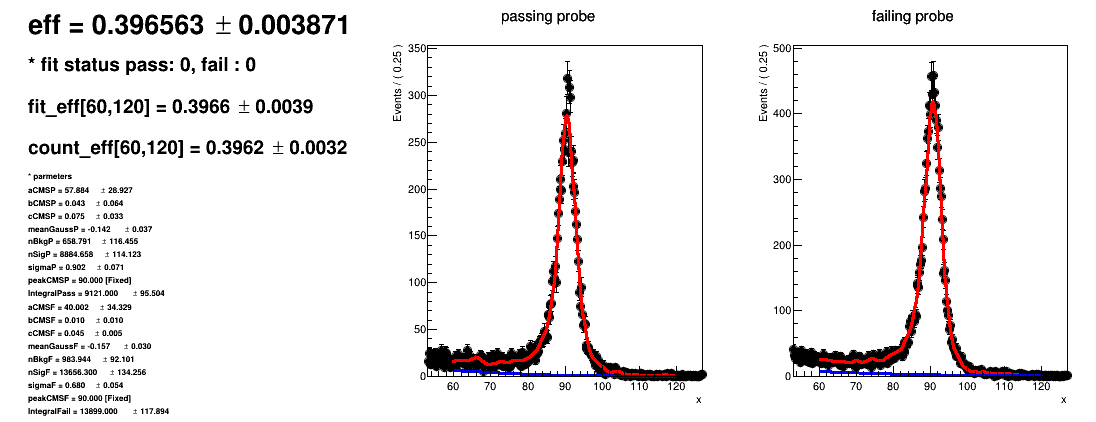 eff = 0.396563 ± 0.003871
* fit status pass: 0, fail : 0
fit_eff[60,120] = 0.3966 ± 0.0039
count_eff[60,120] = 0.3962 ± 0.0032
* parmeters
aCMSP = 57.884 ± 28.927
bCMSP = 0.043 ± 0.064
cCMSP = 0.075 ± 0.033
meanGaussP = -0.142 ± 0.037
nBkgP = 658.791 ± 116.455
nSigP = 8884.658 ± 114.123
sigmaP = 0.902 ± 0.071
peakCMSP = 90.000 [Fixed]
IntegralPass = 9121.000 ± 95.504
aCMSF = 40.002 ± 34.329
bCMSF = 0.010 ± 0.010
cCMSF = 0.045 ± 0.005
meanGaussF = -0.157 ± 0.030
nBkgF = 983.944 ± 92.101
nSigF = 13656.300 ± 134.256
sigmaF = 0.680 ± 0.054
peakCMSF = 90.000 [Fixed]
IntegralFail = 13899.000 ± 117.894
passing probe
Events / ( 0.25 )
350
300
250
200
150
100
50
0
60 70 80 90 100 110 120
x
failing probe
Events / ( 0.25 )
500
400
300
200
100
0
60 70 80 90 100 110 120
x